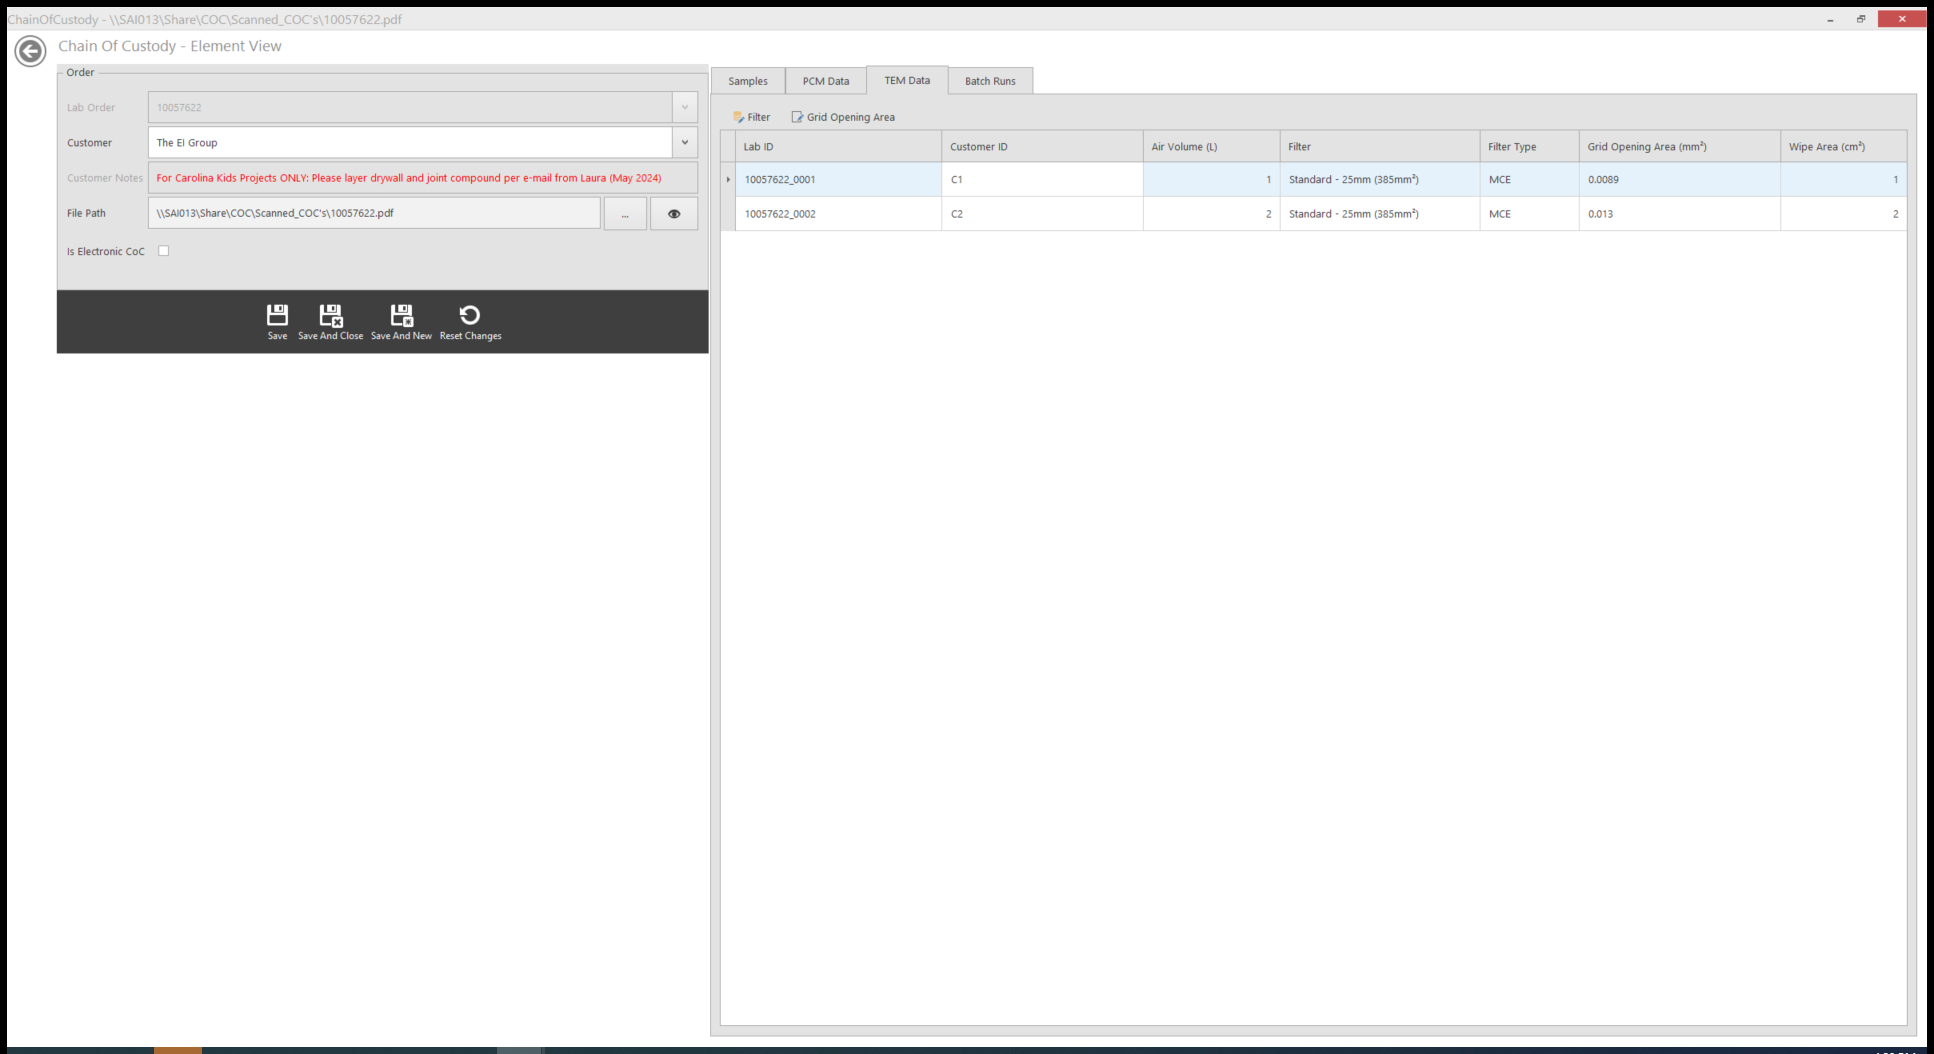 ChainOfCustody - \\SAI013\Share\COC\Scanned_COC's\10057622.pdf
Chain Of Custody - Element View
Order
Lab Order 10057622
Customer The EI Group
Customer Notes For Carolina Kids Projects ONLY: Please layer drywall and joint compound per e-mail from Laura (May 2024)
File Path \\SAI013\Share\COC\Scanned_COC's\10057622.pdf ...
Is Electronic CoC
Save Save And Close Save And New Reset Changes
Samples PCM Data TEM Data Batch Runs
Filter Grid Opening Area
Lab ID Customer ID Air Volume (L) Filter Filter Type Grid Opening Area (mm²) Wipe Area (cm²)
10057622_0001 C1 1 Standard - 25mm (385mm²) MCE 0.0089 1
10057622_0002 C2 2 Standard - 25mm (385mm²) MCE 0.013 2